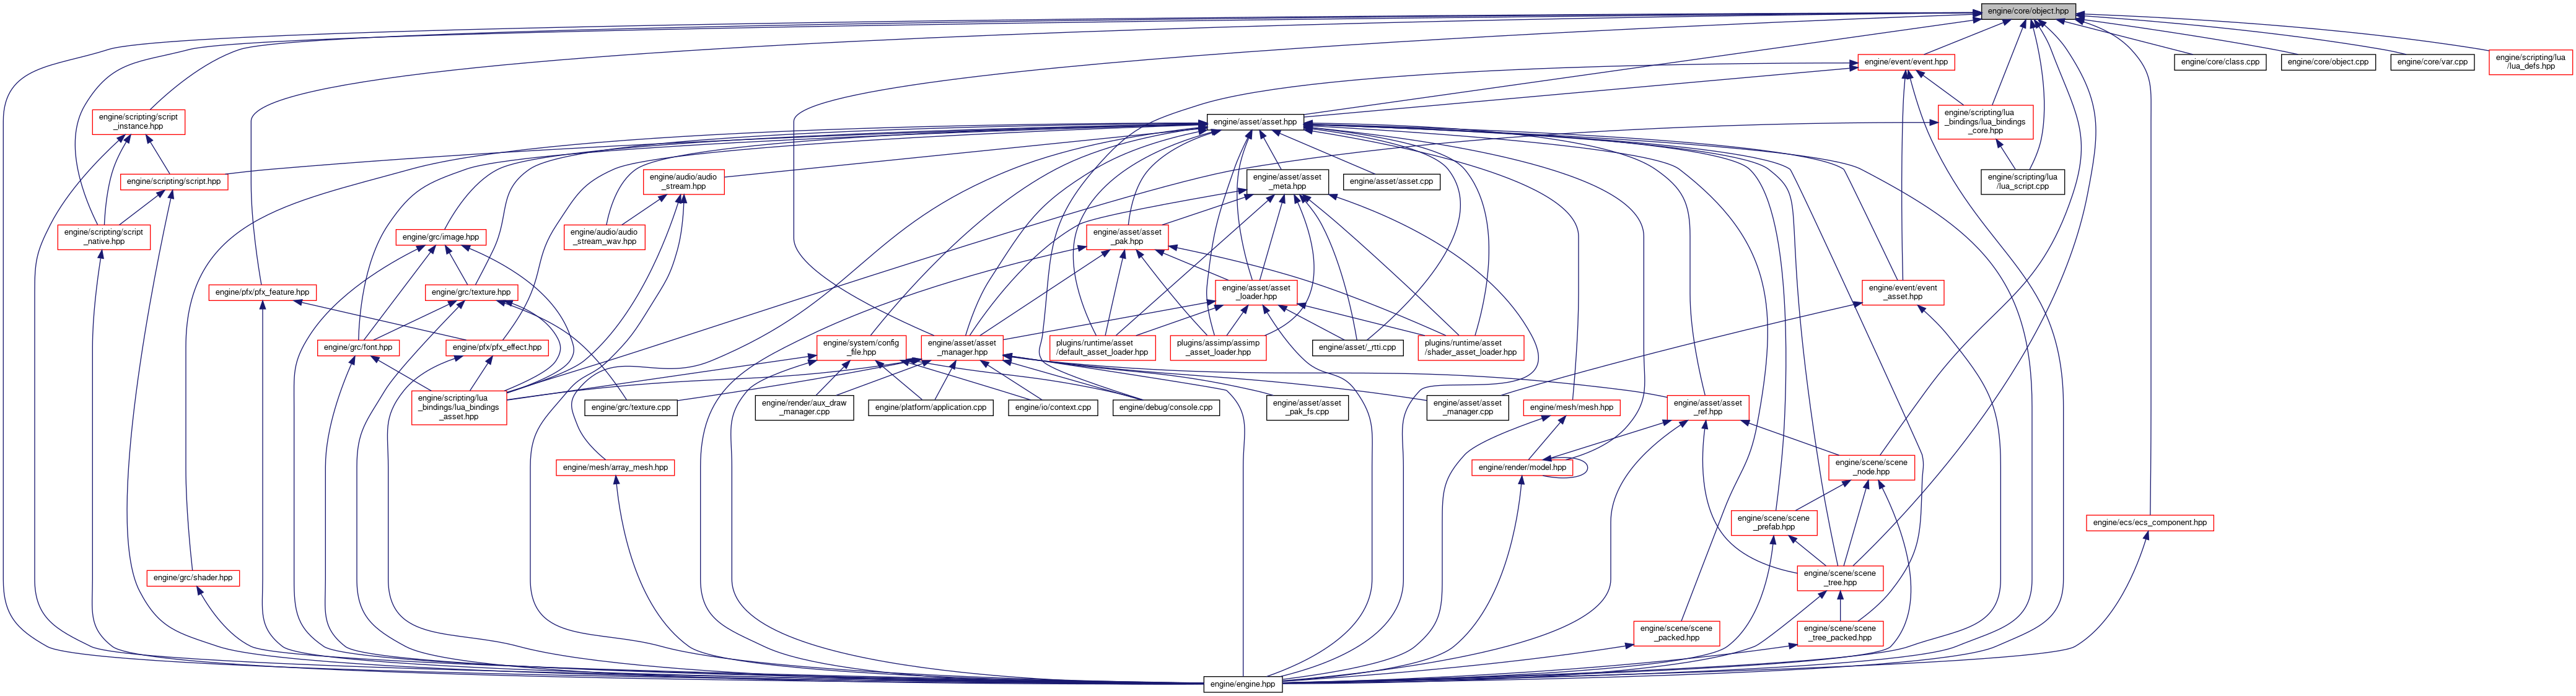 engine/core/object.hpp
engine/event/event.hpp
engine/core/class.cpp
engine/core/object.cpp
engine/core/var.cpp
engine/scripting/lua
/lua_defs.hpp
engine/scripting/script
_instance.hpp
engine/asset/asset.hpp
engine/scripting/lua
_bindings/lua_bindings
_core.hpp
engine/scripting/script.hpp
engine/audio/audio
_stream.hpp
engine/asset/asset
_meta.hpp
engine/asset/asset.cpp
engine/scripting/lua
/lua_script.cpp
engine/scripting/script
_native.hpp
engine/grc/image.hpp
engine/audio/audio
_stream_wav.hpp
engine/asset/asset
_pak.hpp
engine/pfx/pfx_feature.hpp
engine/grc/texture.hpp
engine/asset/asset
_loader.hpp
engine/event/event
_asset.hpp
engine/grc/font.hpp
engine/pfx/pfx_effect.hpp
engine/system/config
_file.hpp
engine/asset/asset
_manager.hpp
plugins/runtime/asset
/default_asset_loader.hpp
plugins/assimp/assimp
_asset_loader.hpp
engine/asset/_rtti.cpp
plugins/runtime/asset
/shader_asset_loader.hpp
engine/scripting/lua
_bindings/lua_bindings
_asset.hpp
engine/grc/texture.cpp
engine/render/aux_draw
_manager.cpp
engine/platform/application.cpp
engine/io/context.cpp
engine/debug/console.cpp
engine/asset/asset
_pak_fs.cpp
engine/asset/asset
_manager.cpp
engine/mesh/mesh.hpp
engine/asset/asset
_ref.hpp
engine/mesh/array_mesh.hpp
engine/render/model.hpp
engine/scene/scene
_node.hpp
engine/scene/scene
_prefab.hpp
engine/ecs/ecs_component.hpp
engine/grc/shader.hpp
engine/scene/scene
_tree.hpp
engine/scene/scene
_packed.hpp
engine/scene/scene
_tree_packed.hpp
engine/engine.hpp